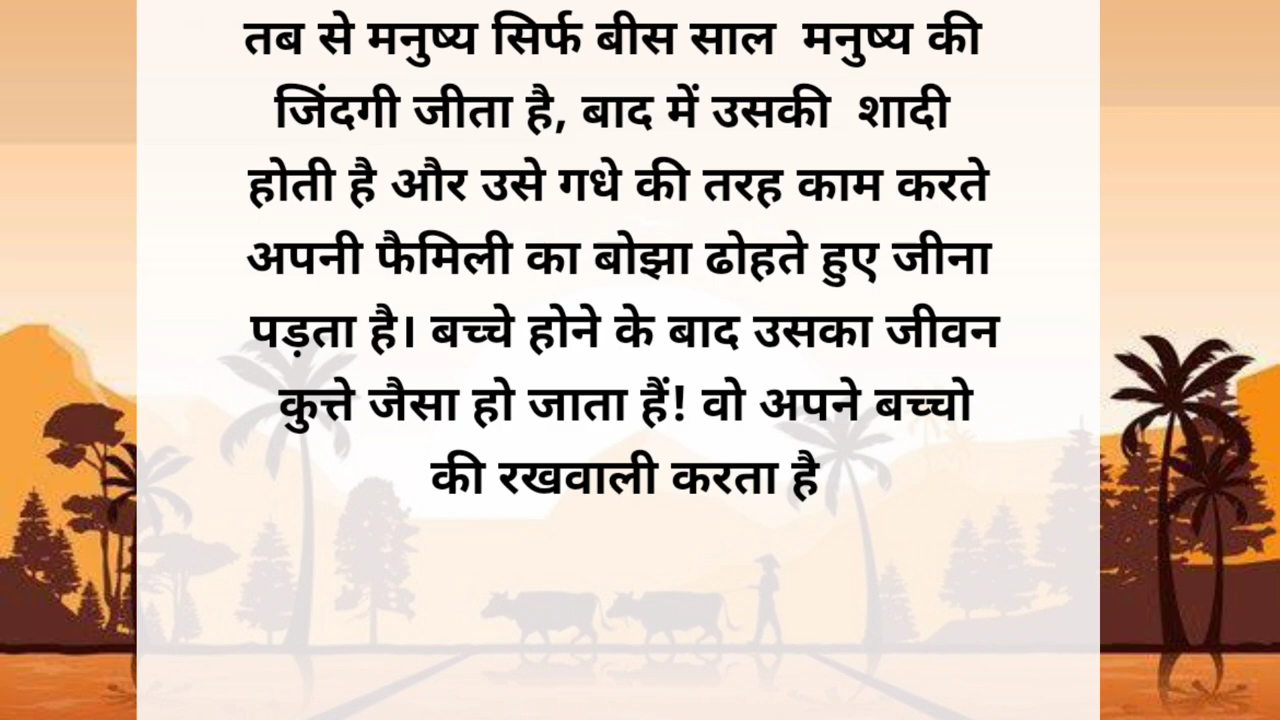 तब से मनुष्य सिर्फ बीस साल मनुष्य की
जिंदगी जीता है, बाद में उसकी शादी
होती है और उसे गधे की तरह काम करते
अपनी फैमिली का बोझा ढोहते हुए जीना
पड़ता है। बच्चे होने के बाद उसका जीवन
कुत्ते जैसा हो जाता हैं! वो अपने बच्चो
की रखवाली करता है